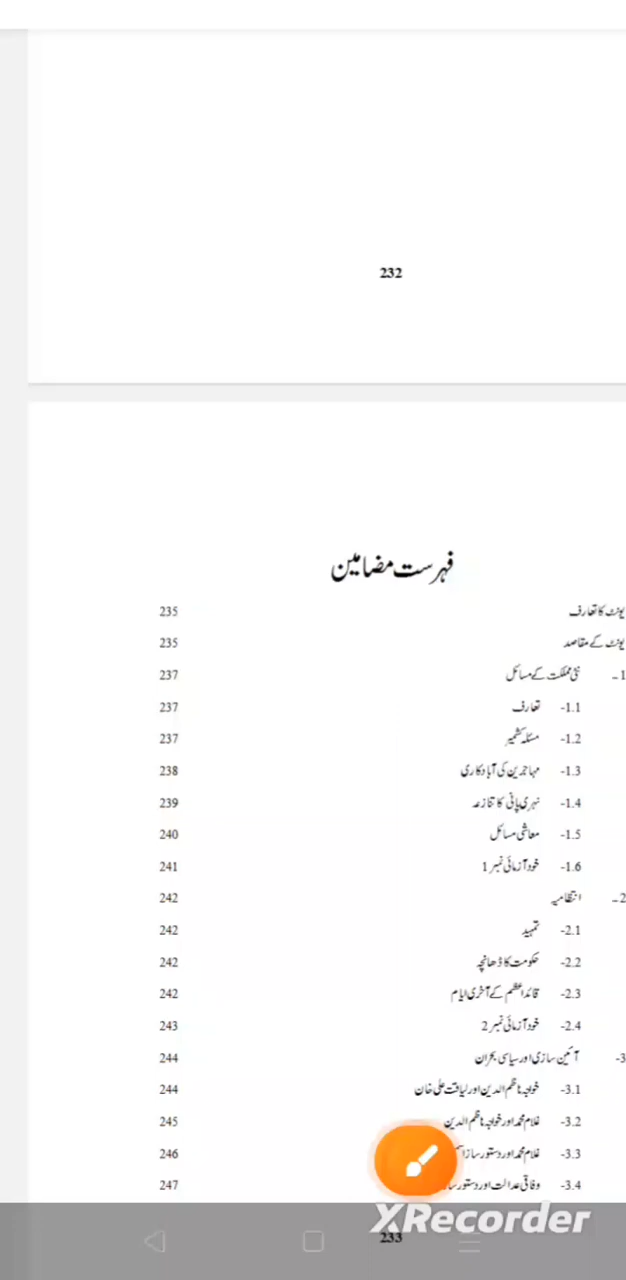 232
فہرست مضامین
یونٹ کا تعارف 235
یونٹ کے مقاصد 235
1- نئی مملکت کے مسائل 237
1.1- تعارف 237
1.2- مسئلہ کشمیر 237
1.3- مہاجرین کی آبادکاری 238
1.4- نہری پانی کا تنازعہ 239
1.5- معاشی مسائل 240
1.6- خود آزمائی نمبر 1 241
2- انتظامیہ 242
2.1- تمہید 242
2.2- حکومت کا ڈھانچہ 242
2.3- قائداعظم کے آخری ایام 242
2.4- خود آزمائی نمبر 2 243
3- آئین سازی اور سیاسی بحران 244
3.1- خواجہ ناظم الدین اور لیاقت علی خان 244
3.2- غلام محمد اور خواجہ ناظم الدین 245
3.3- غلام محمد اور دستور ساز 246
3.4- وفاقی عدالت اور دستور 247
XRecorder
233